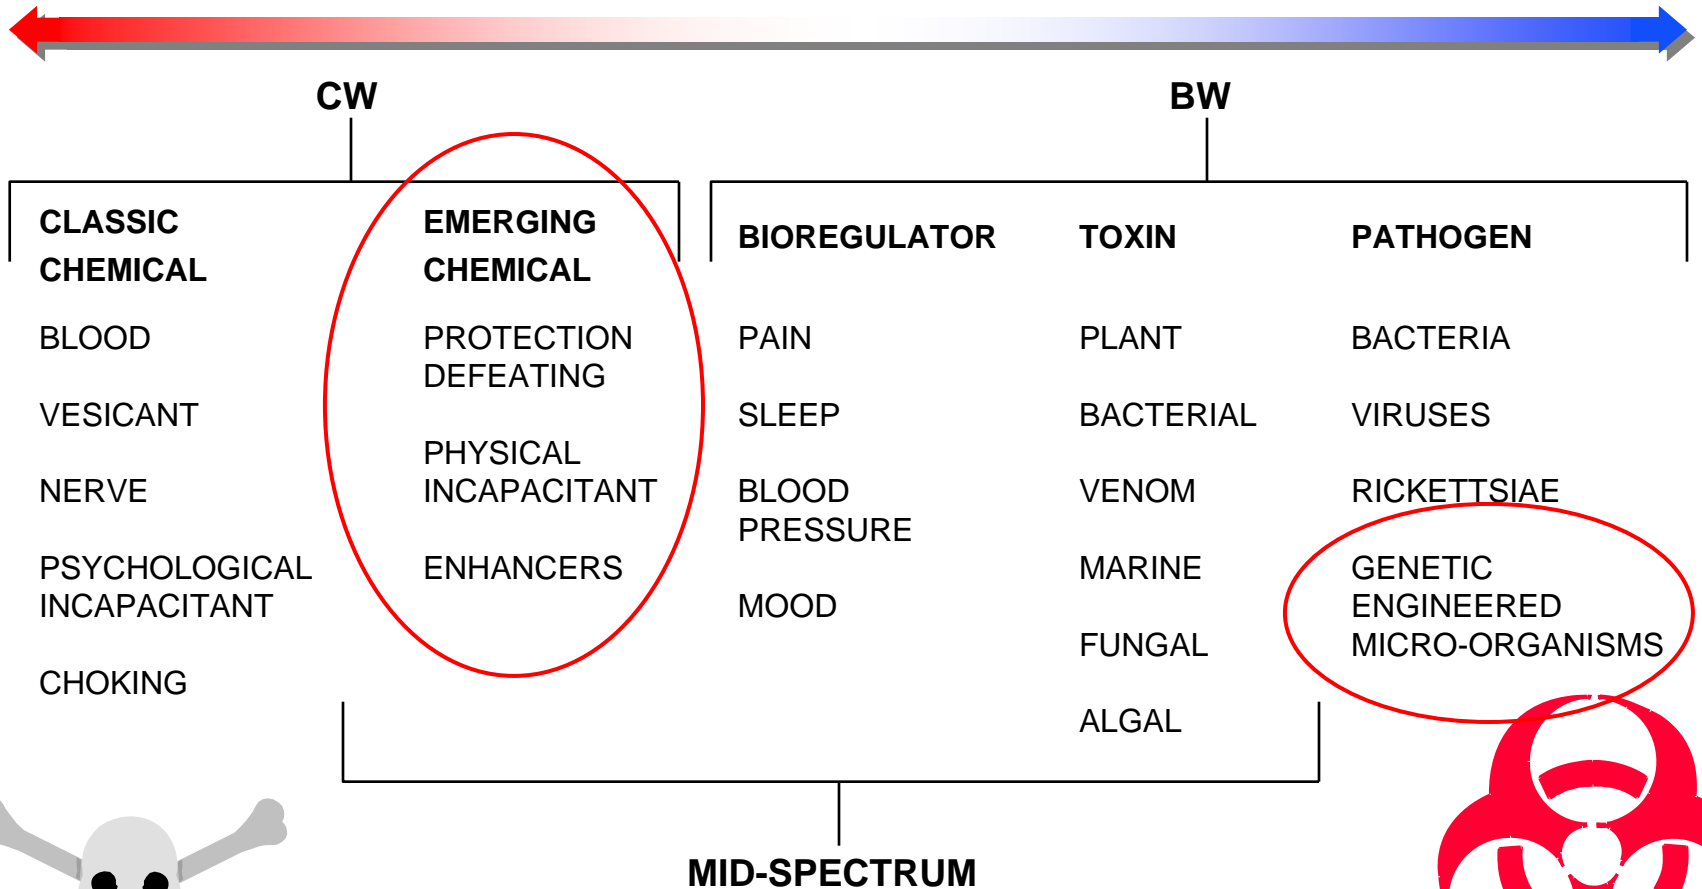 CW
BW
CLASSIC
CHEMICAL
BLOOD
VESICANT
NERVE
PSYCHOLOGICAL
INCAPACITANT
CHOKING
EMERGING
CHEMICAL
PROTECTION
DEFEATING
PHYSICAL
INCAPACITANT
ENHANCERS
BIOREGULATOR
PAIN
SLEEP
BLOOD
PRESSURE
MOOD
TOXIN
PLANT
BACTERIAL
VENOM
MARINE
FUNGAL
ALGAL
PATHOGEN
BACTERIA
VIRUSES
RICKETTSIAE
GENETIC
ENGINEERED
MICRO-ORGANISMS
MID-SPECTRUM